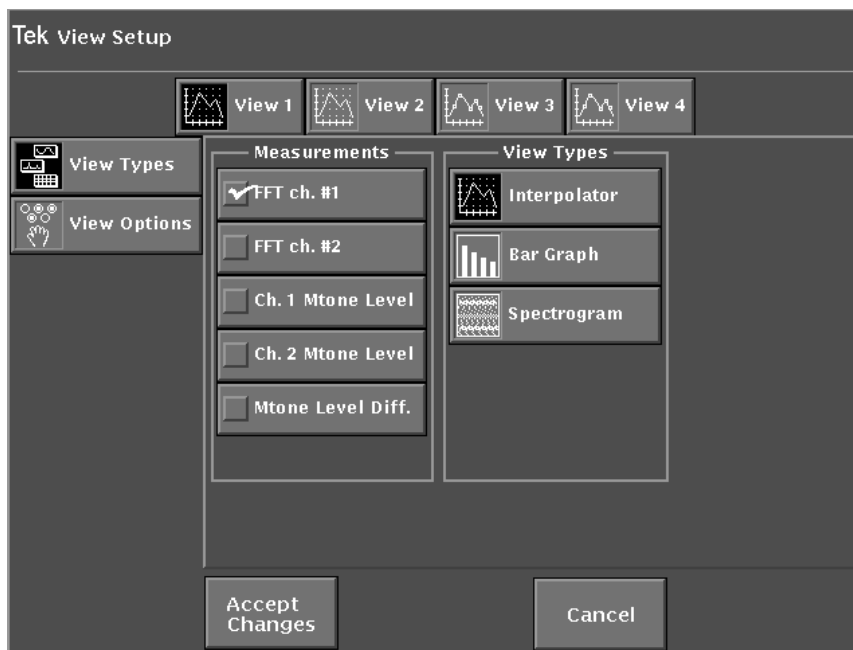 Tek View Setup
View 1
View 2
View 3
View 4
View Types
View Options
Measurements
FFT ch. #1
FFT ch. #2
Ch. 1 Mtone Level
Ch. 2 Mtone Level
Mtone Level Diff.
View Types
Interpolator
Bar Graph
Spectrogram
Accept
Changes
Cancel